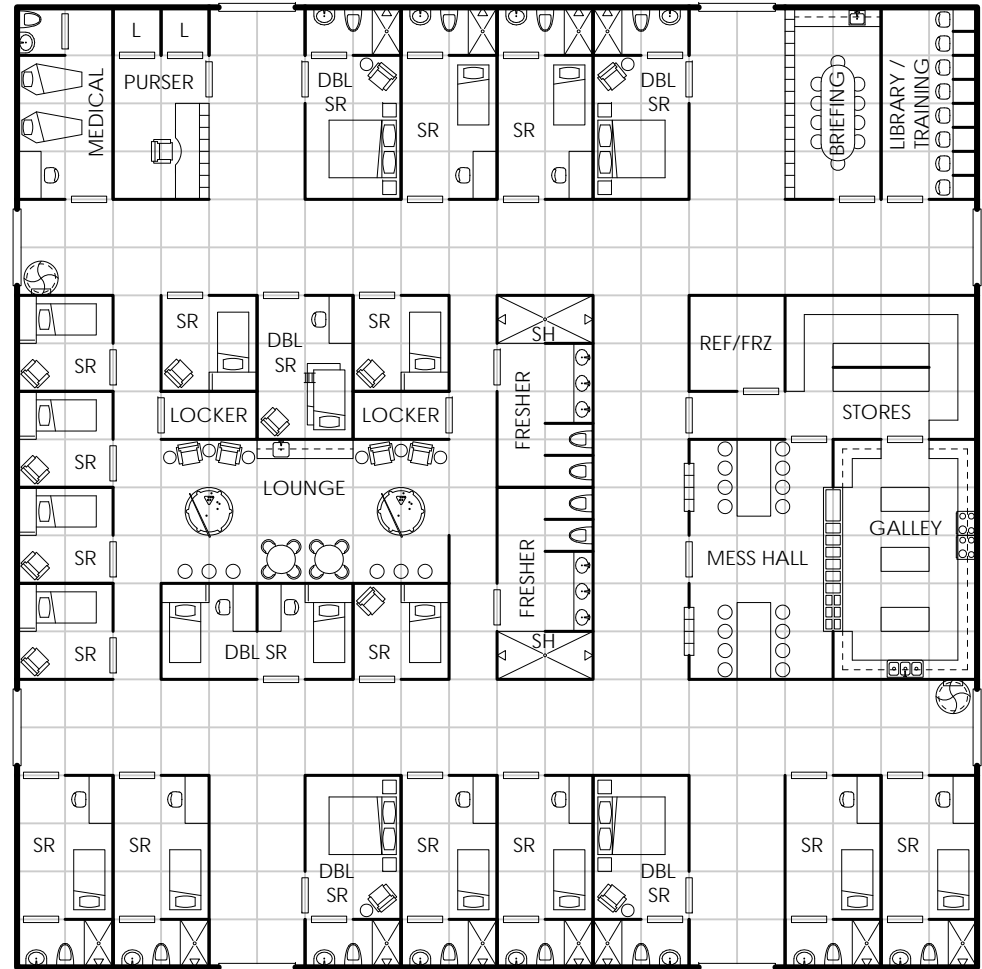 L
L
MEDICAL
PURSER
DBL
SR
SR
SR
DBL
SR
BRIEFING
LIBRARY /
TRAINING
SR
SR
DBL
SR
SR
SH
REF/FRZ
SR
LOCKER
LOCKER
FRESHER
STORES
SR
LOUNGE
SR
MESS HALL
GALLEY
FRESHER
SR
DBL SR
SR
SH
SR
SR
DBL
SR
SR
SR
DBL
SR
SR
SR